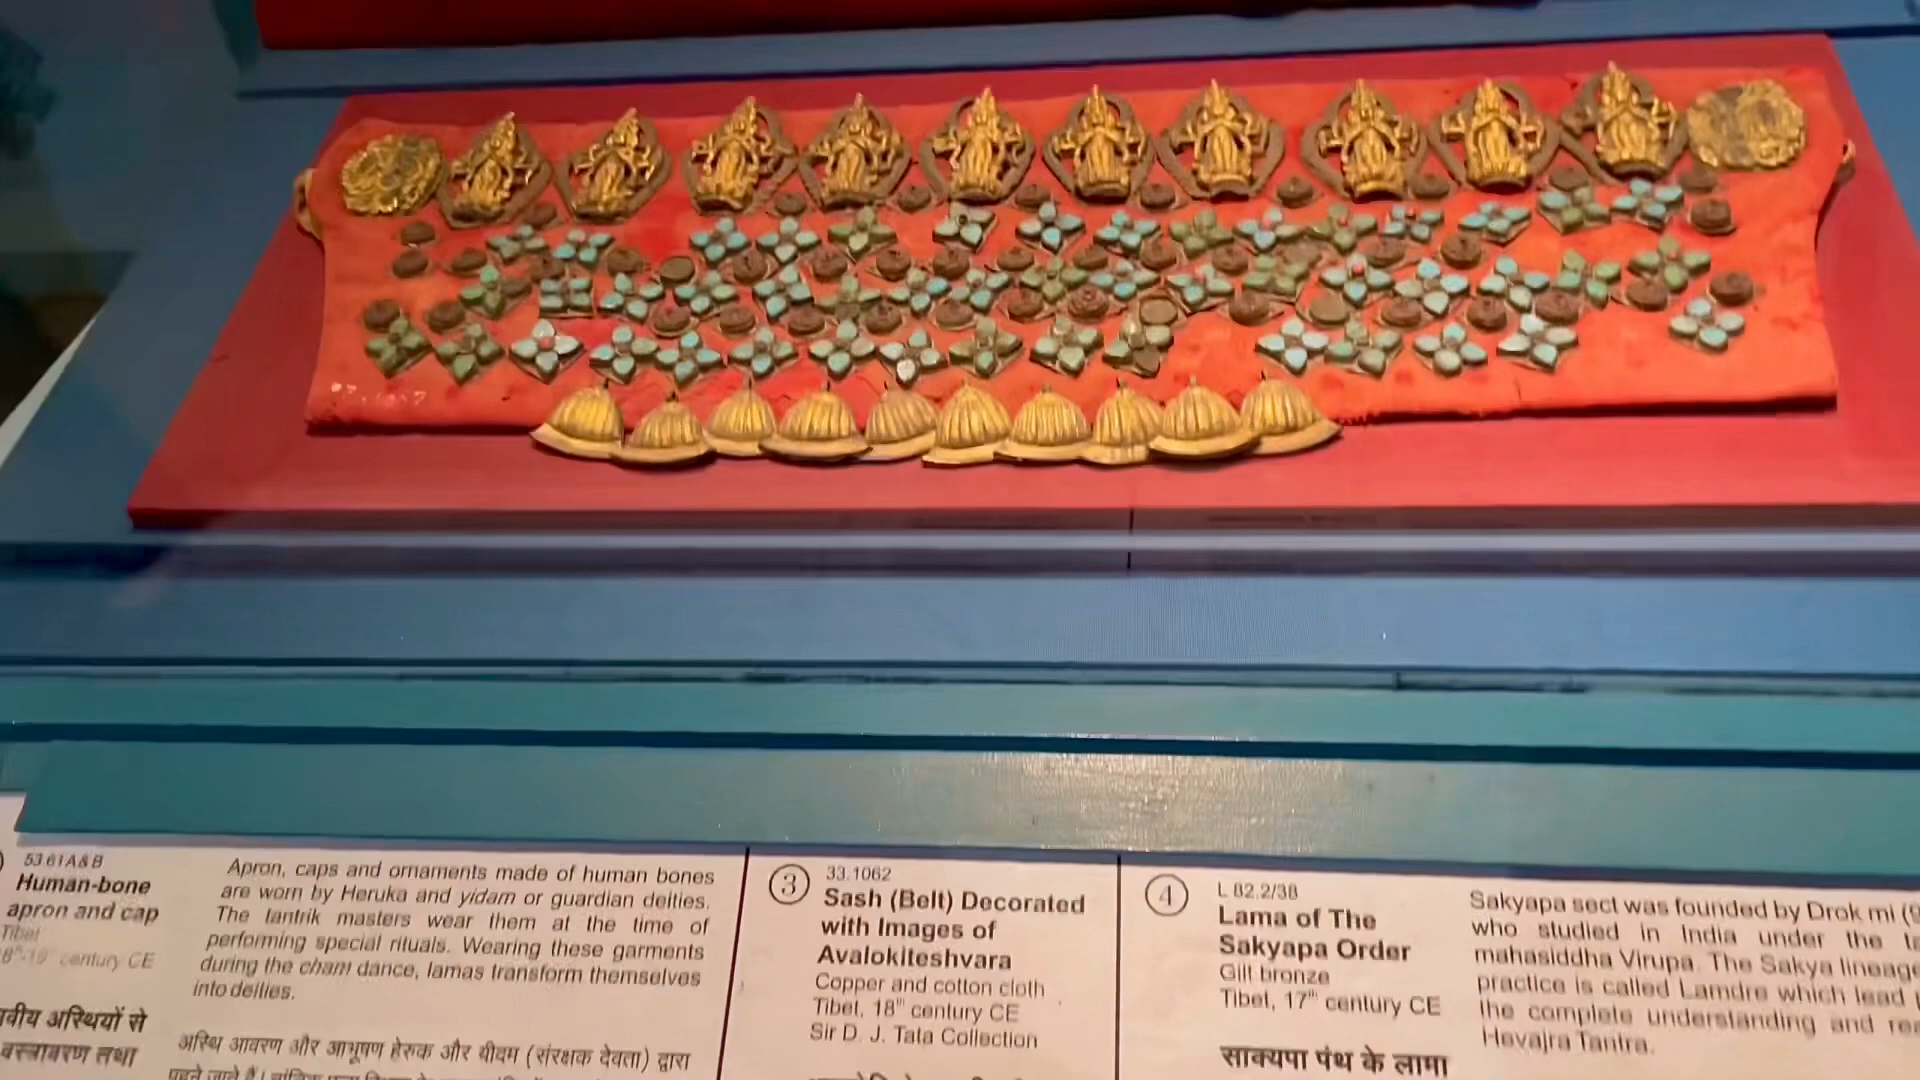 53 61A&B
Human-bone
apron and cap
Tibet
century CE
Apron, caps and ornaments made of human bones
are worn by Heruka and yidam or guardian deities.
The tantrik masters wear them at the time of
performing special rituals. Wearing these garments
during the cham dance, lamas transform themselves
into deities.
अस्थियों से
तथा
अस्थि आवरण और आभूषण हेरुक और यीदम (संरक्षक देवता) द्वारा
3
33.1062
Sash (Belt) Decorated
with Images of
Avalokiteshvara
Copper and cotton cloth
Tibet, 18th century CE
Sir D. J. Tata Collection
4
L 82.2/38
Lama of The
Sakyapa Order
Gilt bronze
Tibet, 17th century CE
साक्यपा पंथ के लामा
Sakyapa sect was founded by Drok mi
who studied in India under the
mahasiddha Virupa. The Sakya lineage
practice is called Lamdre which lead
the complete understanding and
Hevajra Tantra.